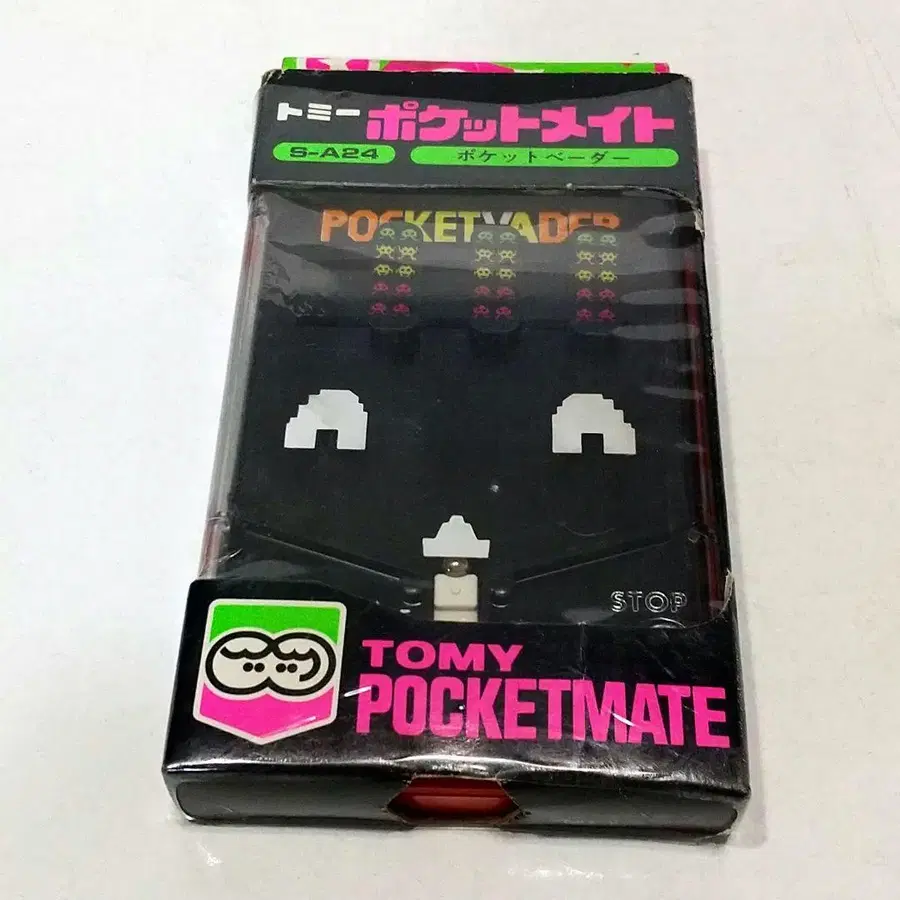 トミー ポケットメイト
S-A24 ポケットベーダー
POCKETVADER
STOP
TOMY
POCKETMATE